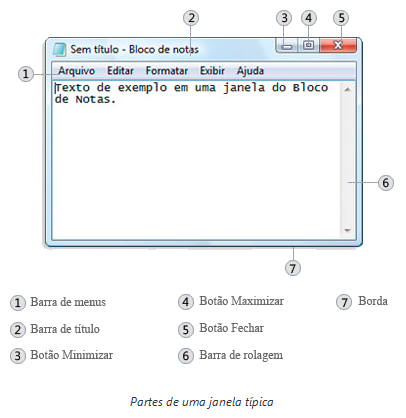 2 3 4 5
Sem título - Bloco de notas
1 Arquivo Editar Formatar Exibir Ajuda
Texto de exemplo em uma janela do Bloco
de Notas.
6
7
1 Barra de menus
2 Barra de título
3 Botão Minimizar
4 Botão Maximizar
5 Botão Fechar
6 Barra de rolagem
7 Borda
Partes de uma janela típica